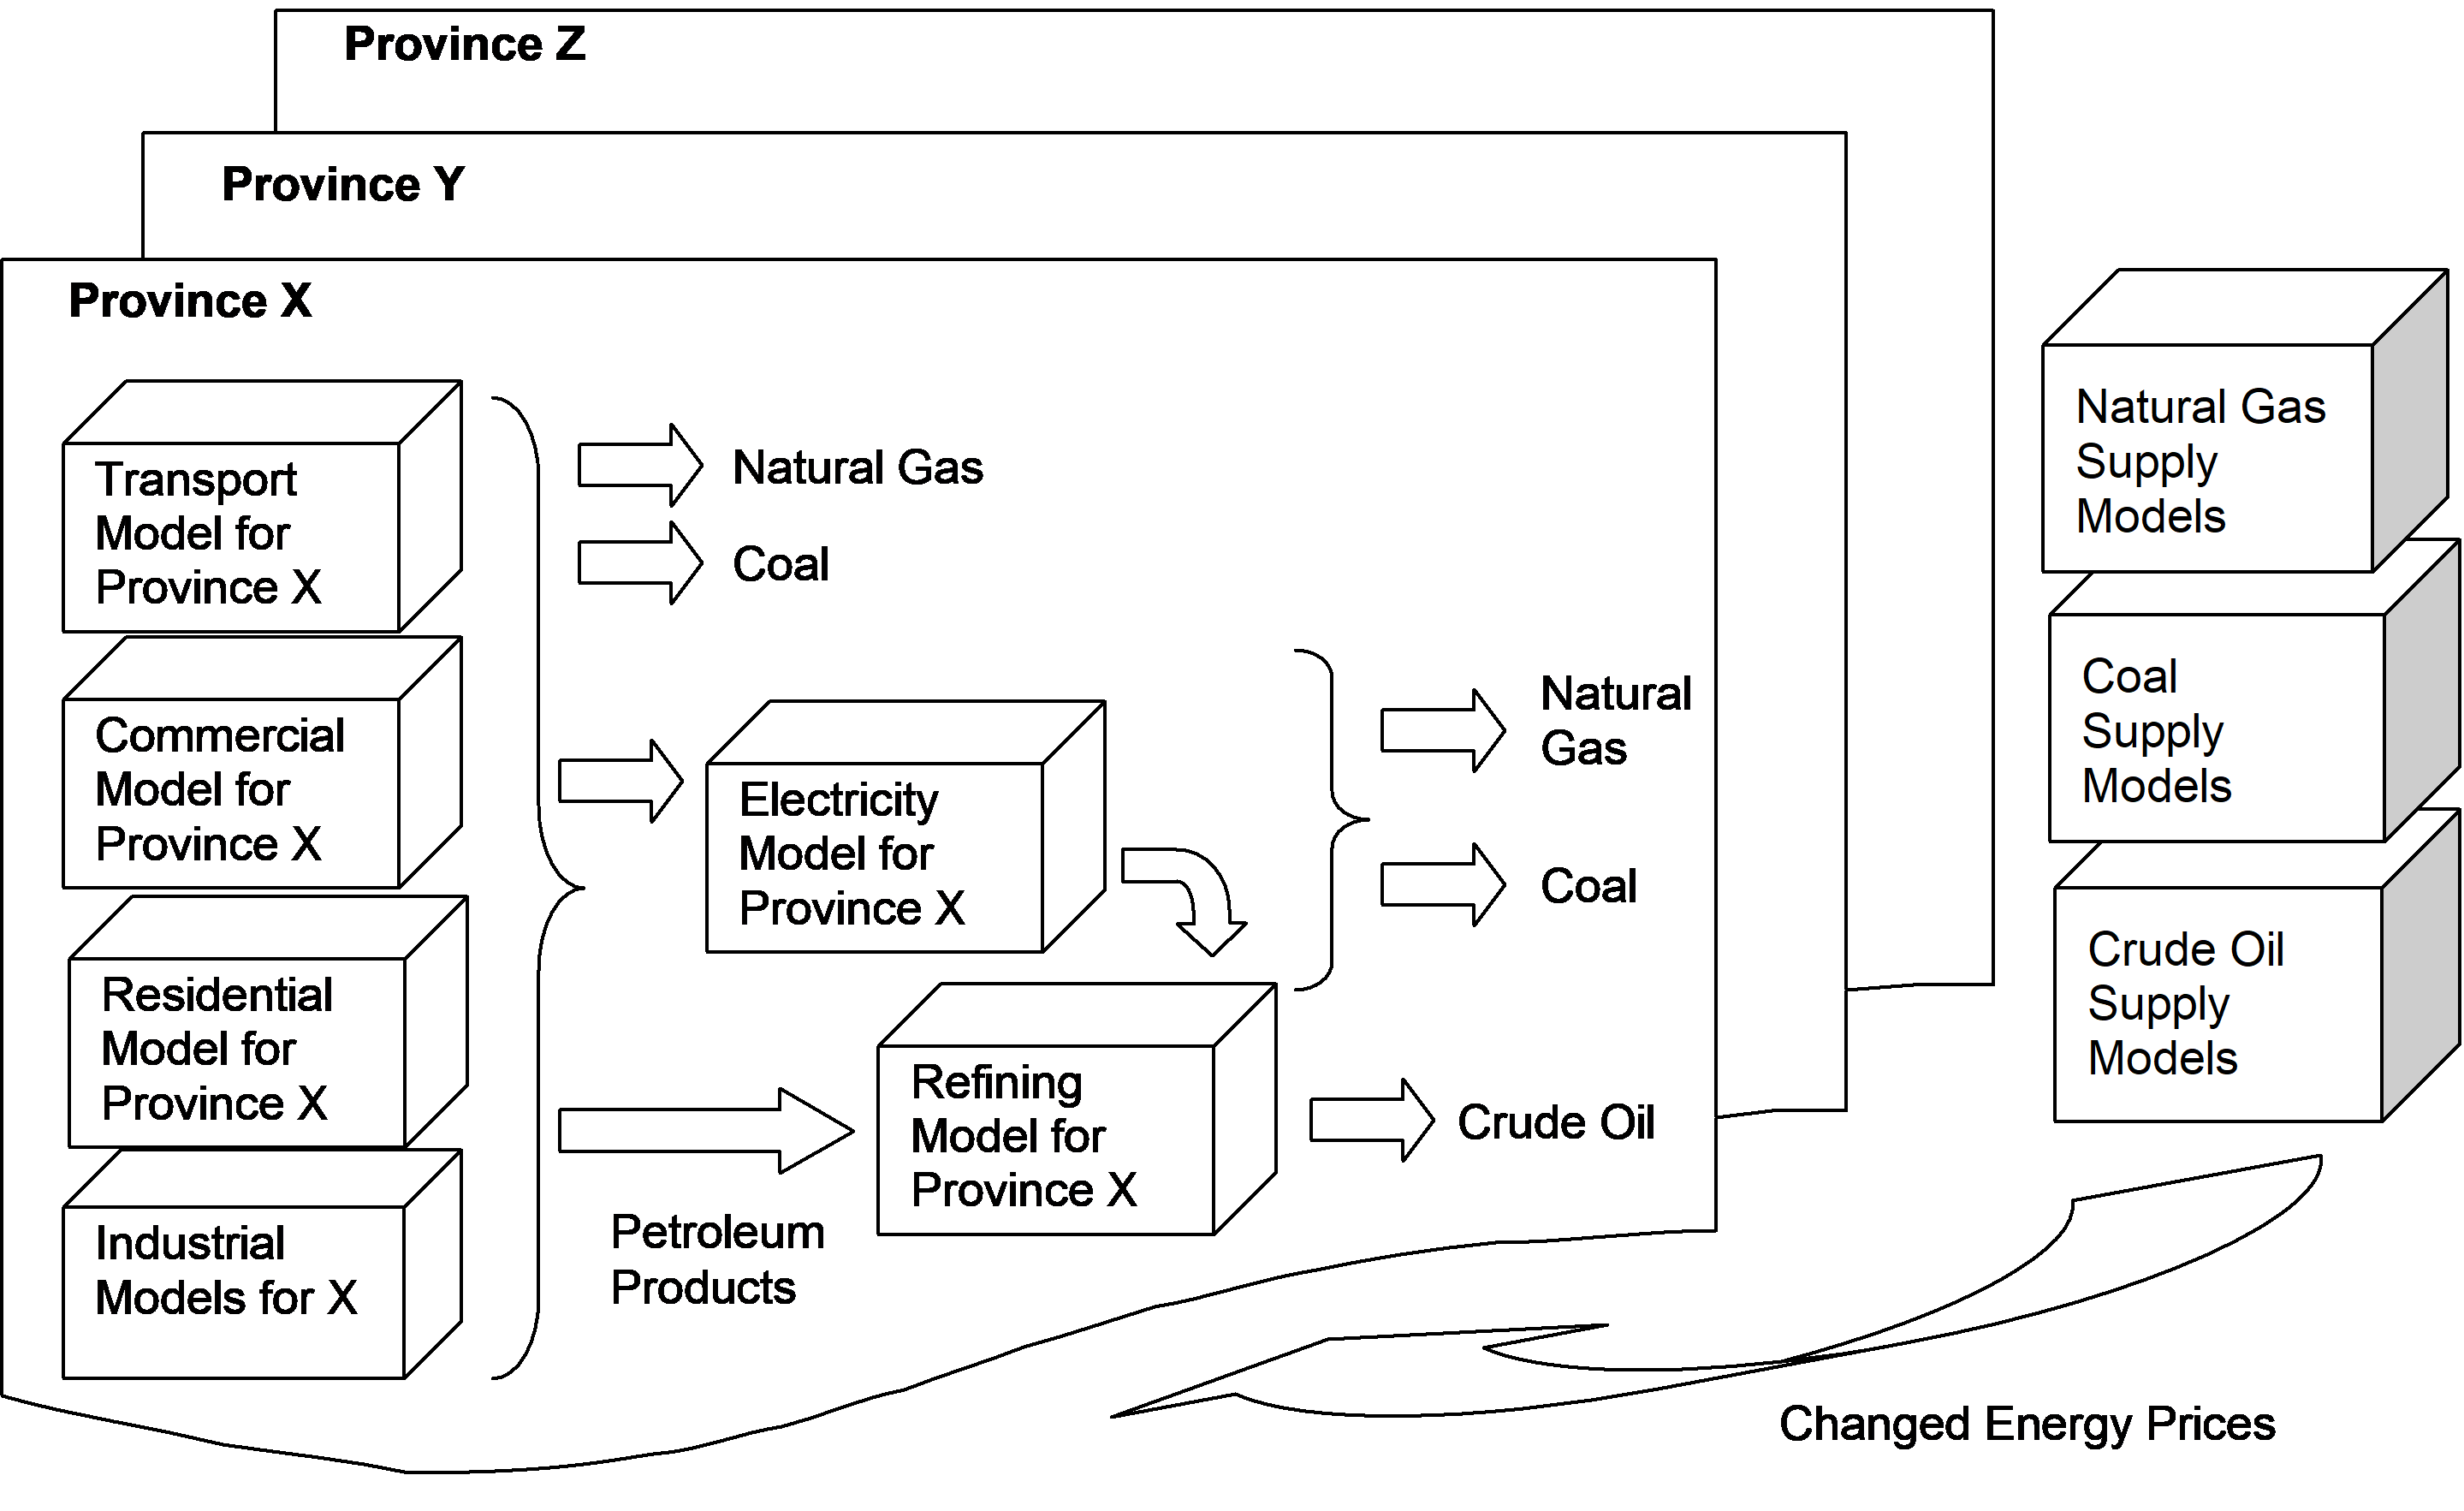 Province Z
Province Y
Province X
Transport
Model for
Province X
Commercial
Model for
Province X
Residential
Model for
Province X
Industrial
Models for X
Natural Gas
Coal
Electricity
Model for
Province X
Petroleum
Products
Refining
Model for
Province X
Natural
Gas
Coal
Crude Oil
Natural Gas
Supply
Models
Coal
Supply
Models
Crude Oil
Supply
Models
Changed Energy Prices